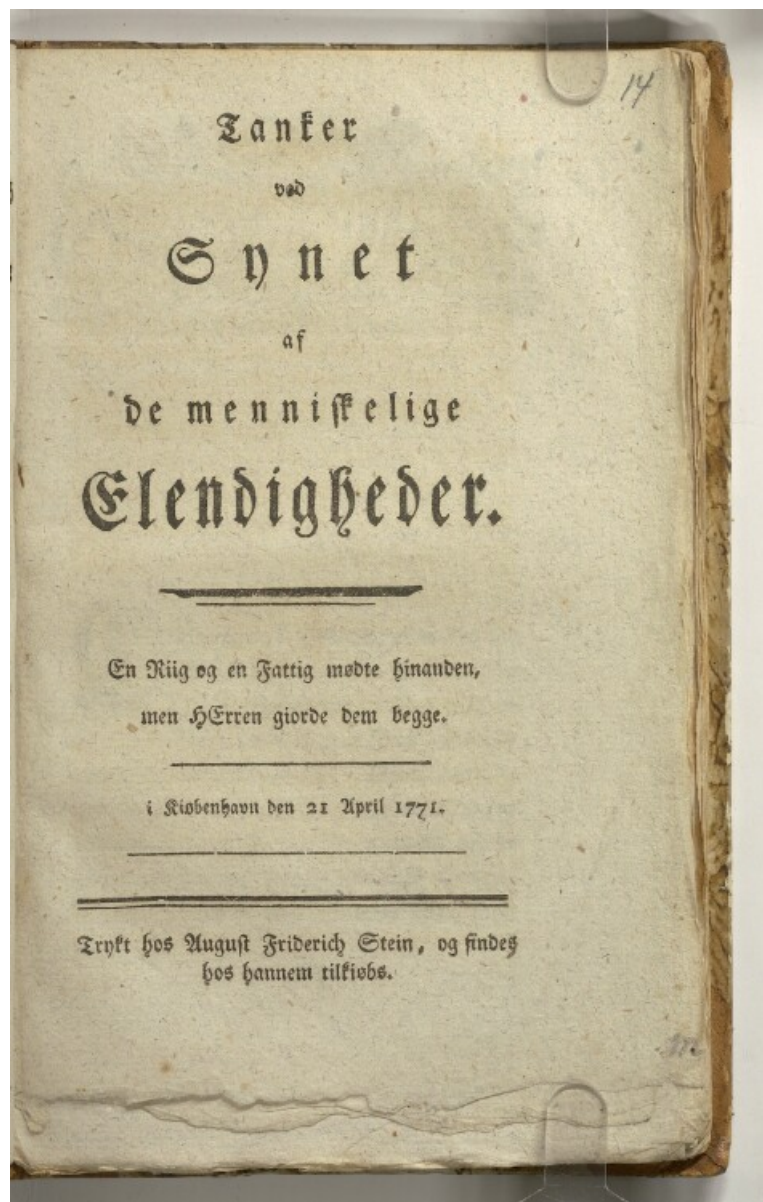 14
Tanker
ved
Synet
af
de menniskelige
Elendigheder.
En Riig og en Fattig mødte hinanden,
men HErren giorde dem begge.
i Kiøbenhavn den 21 April 1771.
Trykt hos August Friderich Stein, og findes
hos hannem tilkiøbs.